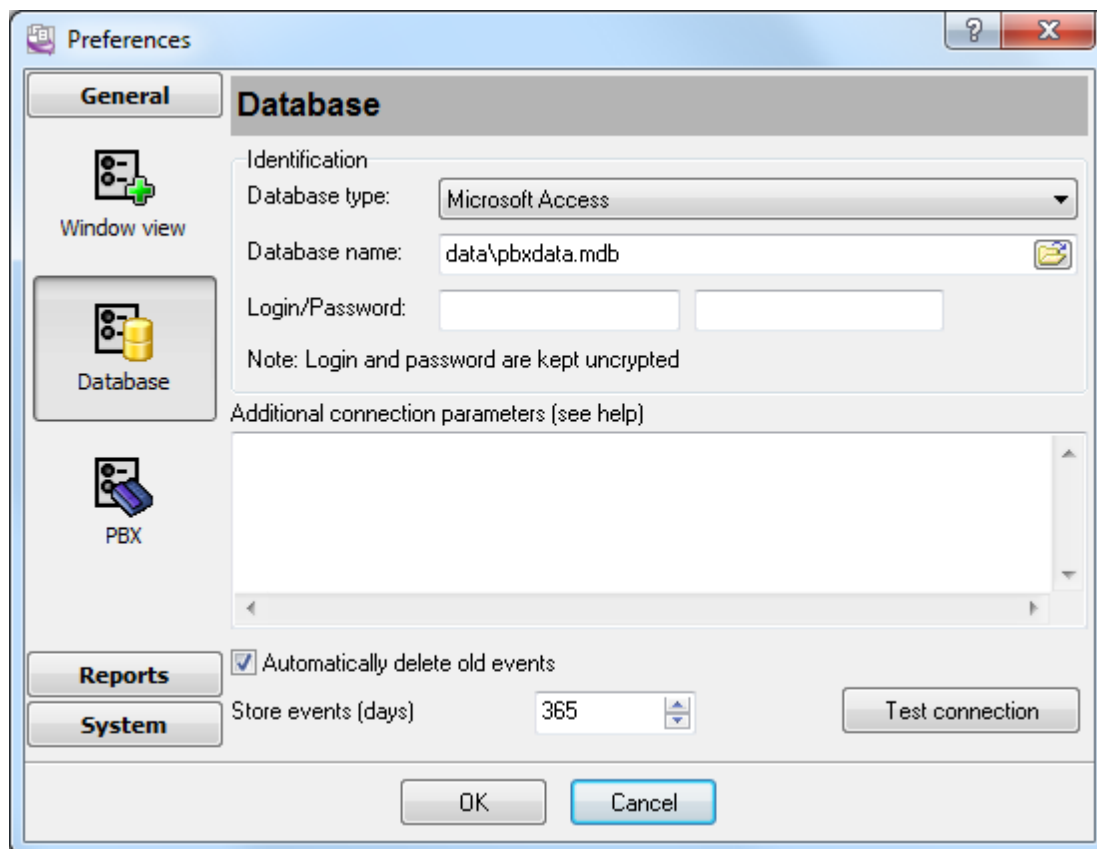 Preferences
General
Database
Identification
Window view
Database type:
Microsoft Access
Database name:
data\pbxdata.mdb
Login/Password:
Note: Login and password are kept uncrypted
Database
Additional connection parameters (see help)
PBX
Reports
Automatically delete old events
System
Store events (days)
365
Test connection
OK
Cancel